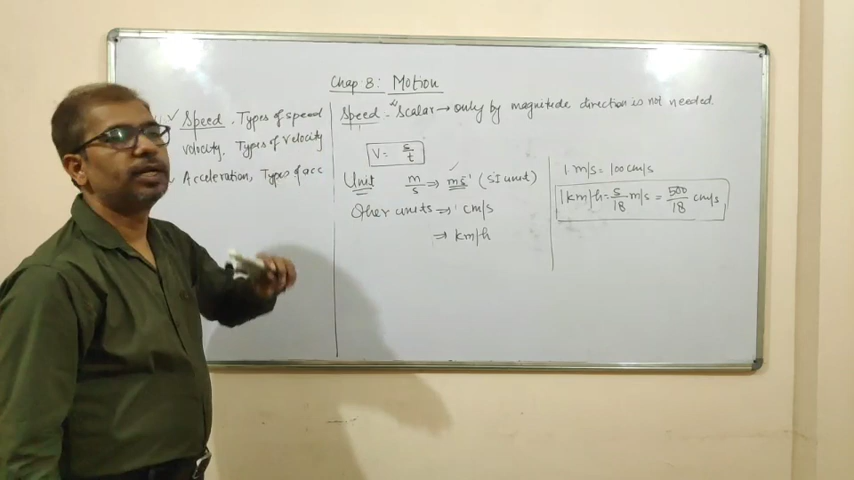 Chap 8: Motion
✓ Speed. Types of speed
velocity. Types of velocity
Acceleration, Types of acc
Speed - Scalar → only by magnitude direction is not needed.
V = s/t
Unit m/s ⇒ ms⁻¹ (SI unit)
Other units ⇒ cm/s
⇒ km/h
1 m/s = 100 cm/s
1 km/h = 5/18 m/s = 500/18 cm/s